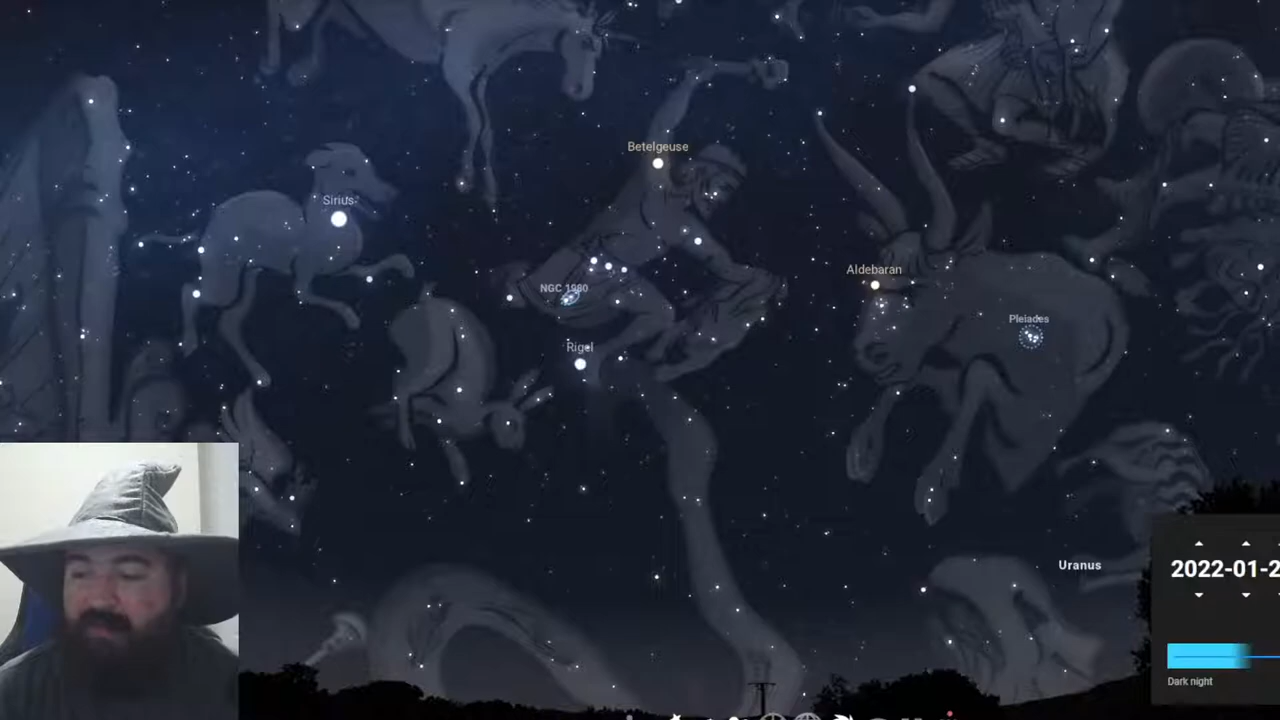 Betelgeuse
Sirius
Aldebaran
NGC 1980
Pleiades
Rigel
Uranus
2022-01-2
Dark night